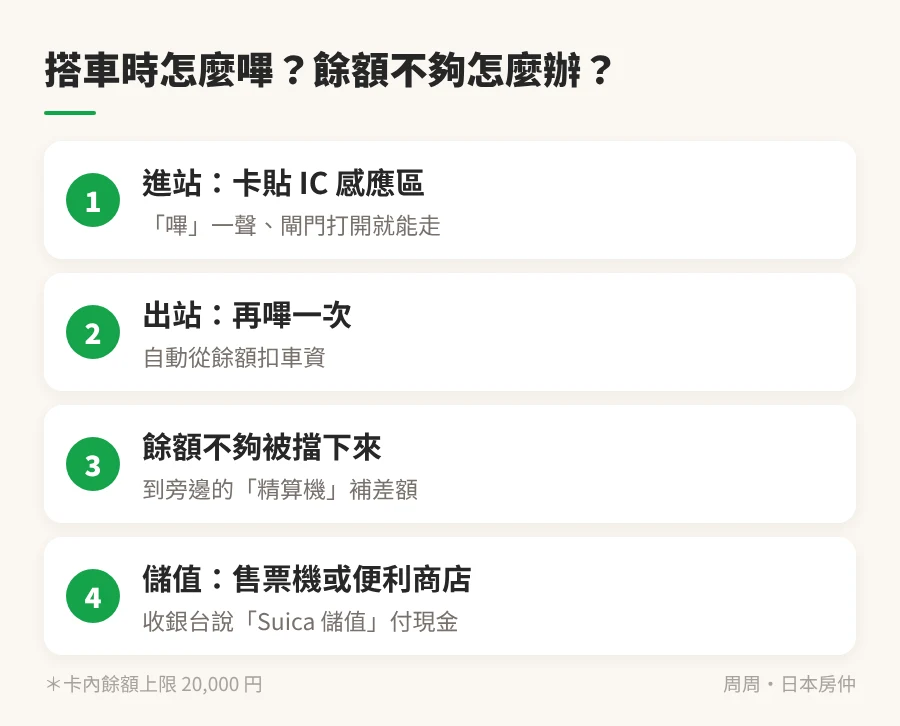 搭車時怎麼嗶？餘額不夠怎麼辦？
1
進站：卡貼 IC 感應區
「嗶」一聲、閘門打開就能走
2
出站：再嗶一次
自動從餘額扣車資
3
餘額不夠被擋下來
到旁邊的「精算機」補差額
4
儲值：售票機或便利商店
收銀台說「Suica 儲值」付現金
＊卡內餘額上限 20,000 円
周周・日本房仲